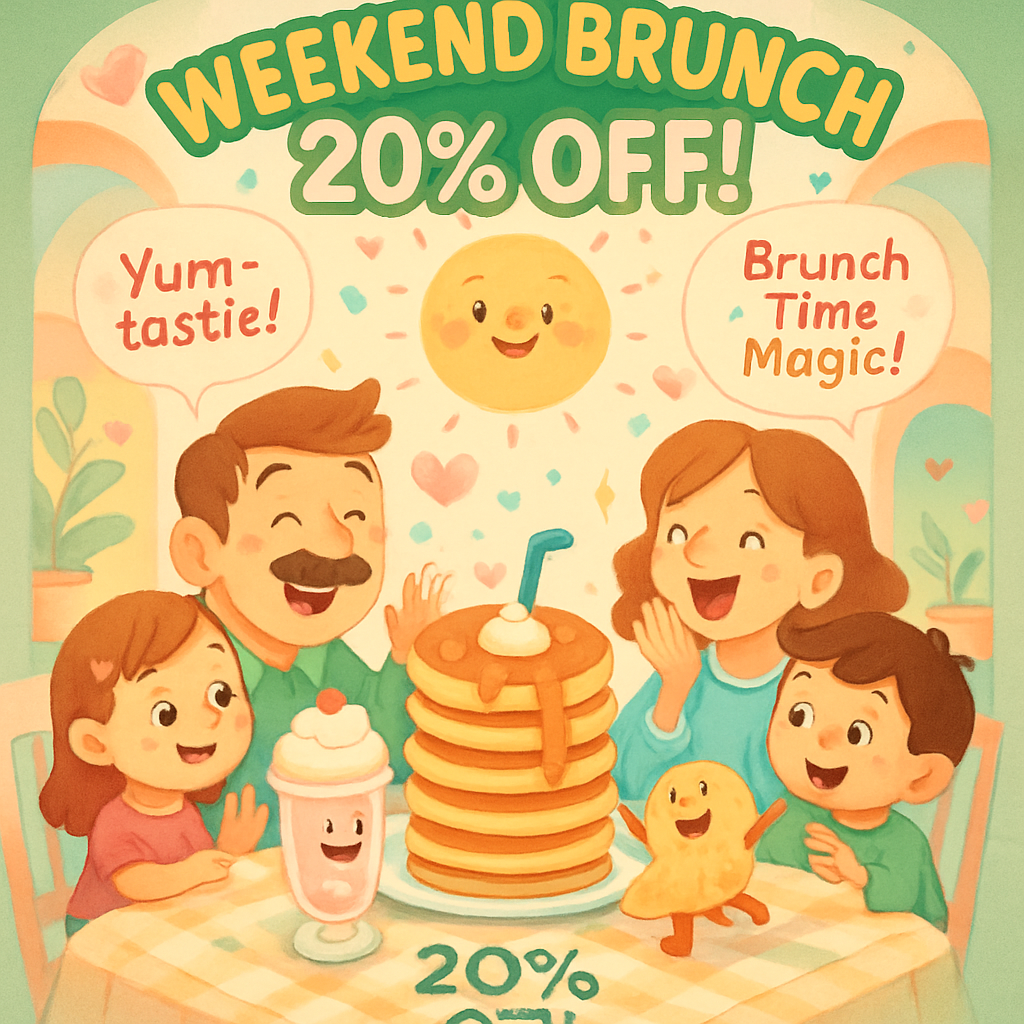 WEEKEND BRUNCH
20% OFF!
Yum-
tastie!
Brunch
Time
Magic!
20%